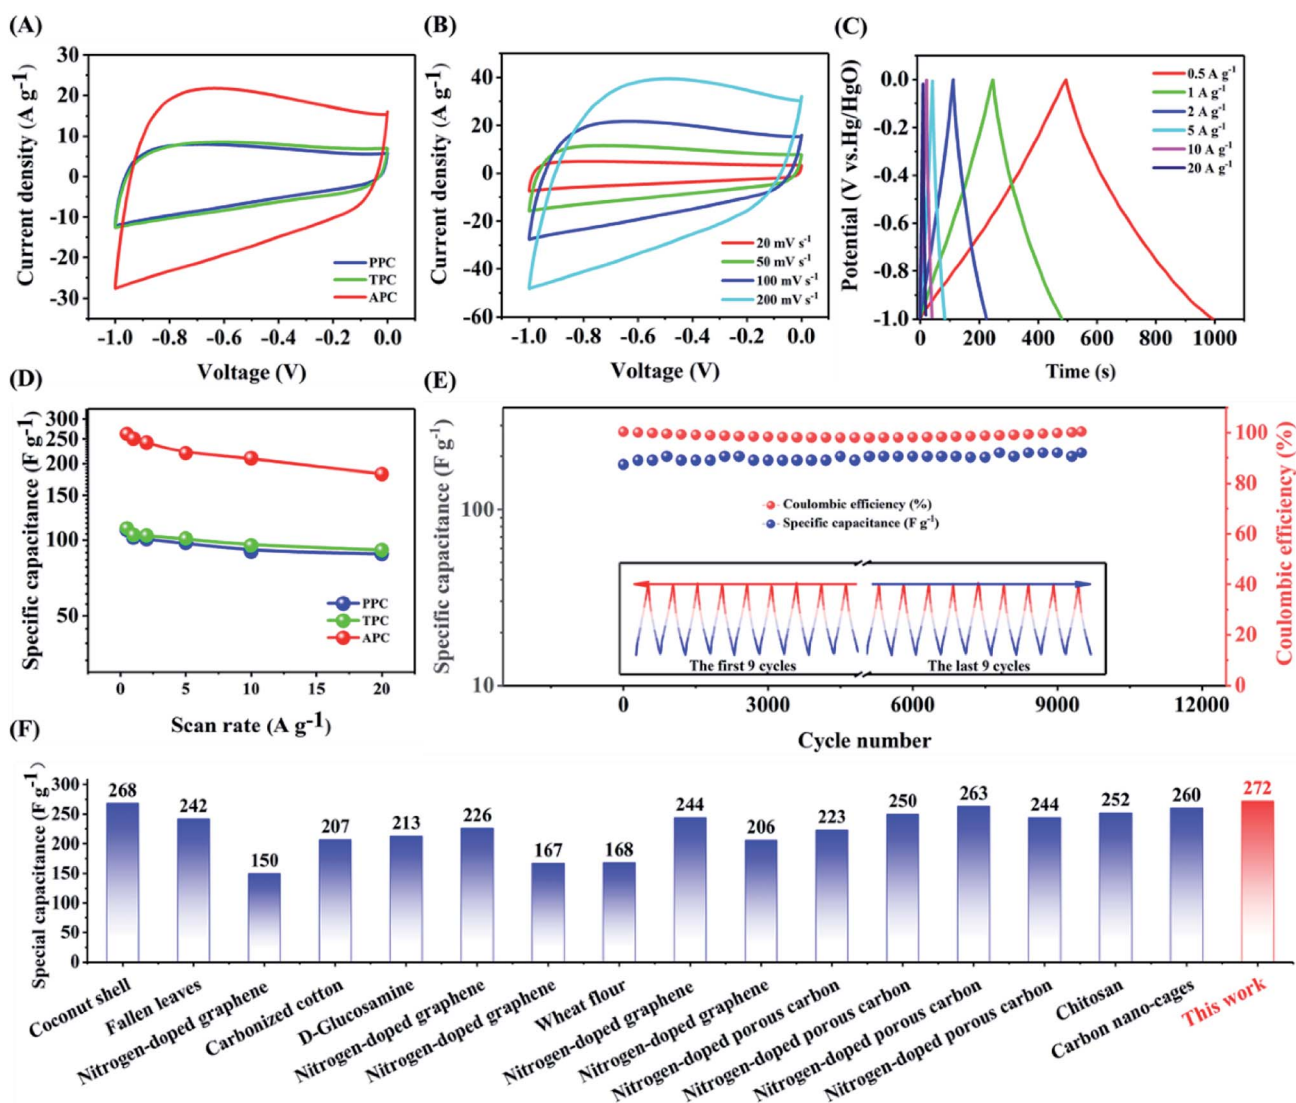 (A)
Current density (A g-1)
30
20
10
0
-10
-20
-30
PPC
TPC
APC
-1.0 -0.8 -0.6 -0.4 -0.2 0.0
Voltage (V)
(B)
Current density (A g-1)
40
20
0
-20
-40
-60
20 mV s-1
50 mV s-1
100 mV s-1
200 mV s-1
-1.0 -0.8 -0.6 -0.4 -0.2 0.0
Voltage (V)
(C)
Potential (V vs.Hg/HgO)
0.0
-0.2
-0.4
-0.6
-0.8
-1.0
0.5 A g-1
1 A g-1
2 A g-1
5 A g-1
10 A g-1
20 A g-1
0 200 400 600 800 1000
Time (s)
(D)
Specific capacitance (F g-1)
300
250
200
150
100
50
PPC
TPC
APC
0 5 10 15 20
Scan rate (A g-1)
(E)
Specific capacitance (F g-1)
100
10
Coulombic efficiency (%)
Specific capacitance (F g-1)
The first 9 cycles
The last 9 cycles
100
80
60
40
20
0
Coulombic efficiency (%)
0 3000 6000 9000 12000
Cycle number
(F)
Special capacitance (F g-1)
300
250
200
150
100
50
0
268 242 150 207 213 226 167 168 244 206 223 250 263 244 252 260 272
Coconut shell
Fallen leaves
Nitrogen-doped graphene
Carbonized cotton
D-Glucosamine
Nitrogen-doped graphene
Nitrogen-doped graphene
Wheat flour
Nitrogen-doped graphene
Nitrogen-doped graphene
Nitrogen-doped porous carbon
Nitrogen-doped porous carbon
Nitrogen-doped porous carbon
Nitrogen-doped porous carbon
Chitosan
Carbon nano-cages
This work